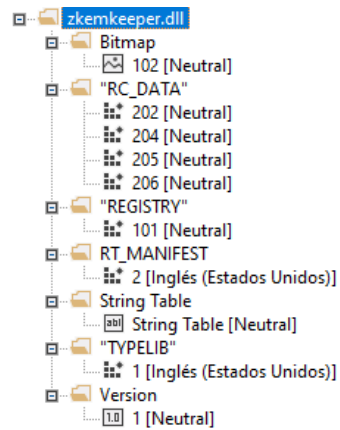 zkemkeeper.dll
Bitmap
102 [Neutral]
"RC_DATA"
202 [Neutral]
204 [Neutral]
205 [Neutral]
206 [Neutral]
"REGISTRY"
101 [Neutral]
RT_MANIFEST
2 [Inglés (Estados Unidos)]
String Table
abl String Table [Neutral]
"TYPELIB"
1 [Inglés (Estados Unidos)]
Version
1.0 1 [Neutral]